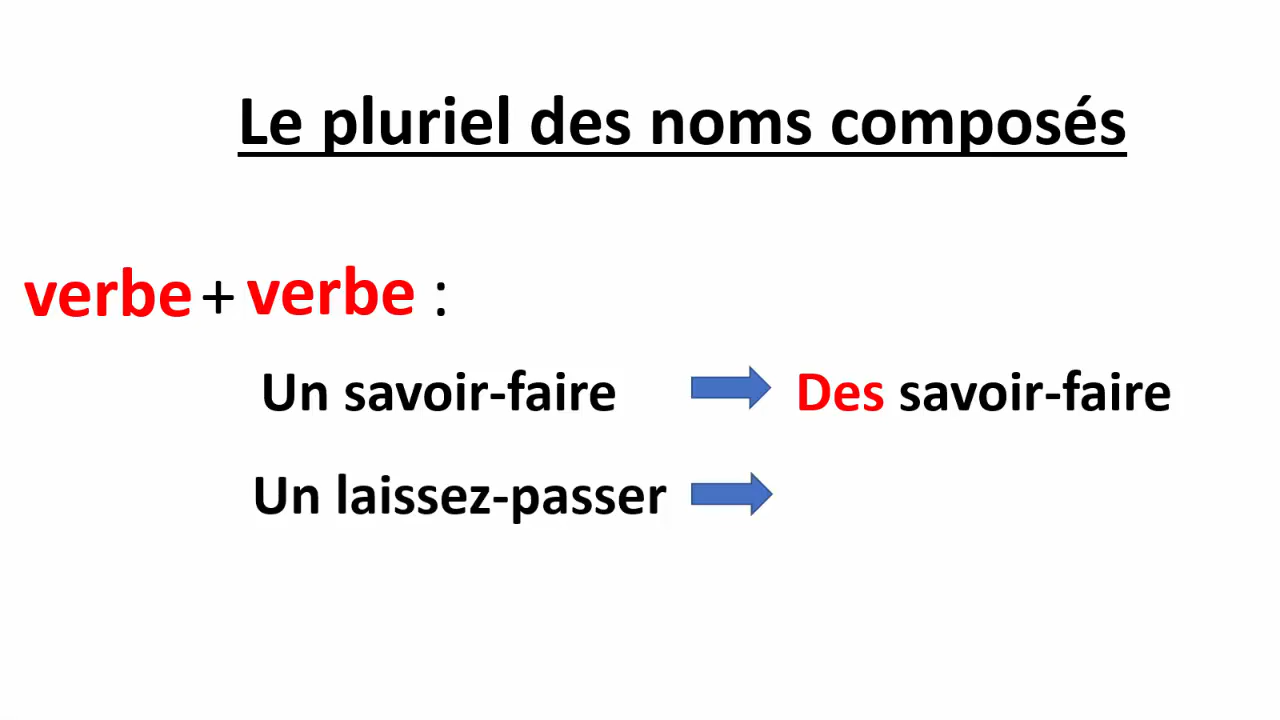 Le pluriel des noms composés
verbe + verbe :
Un savoir-faire Des savoir-faire
Un laissez-passer